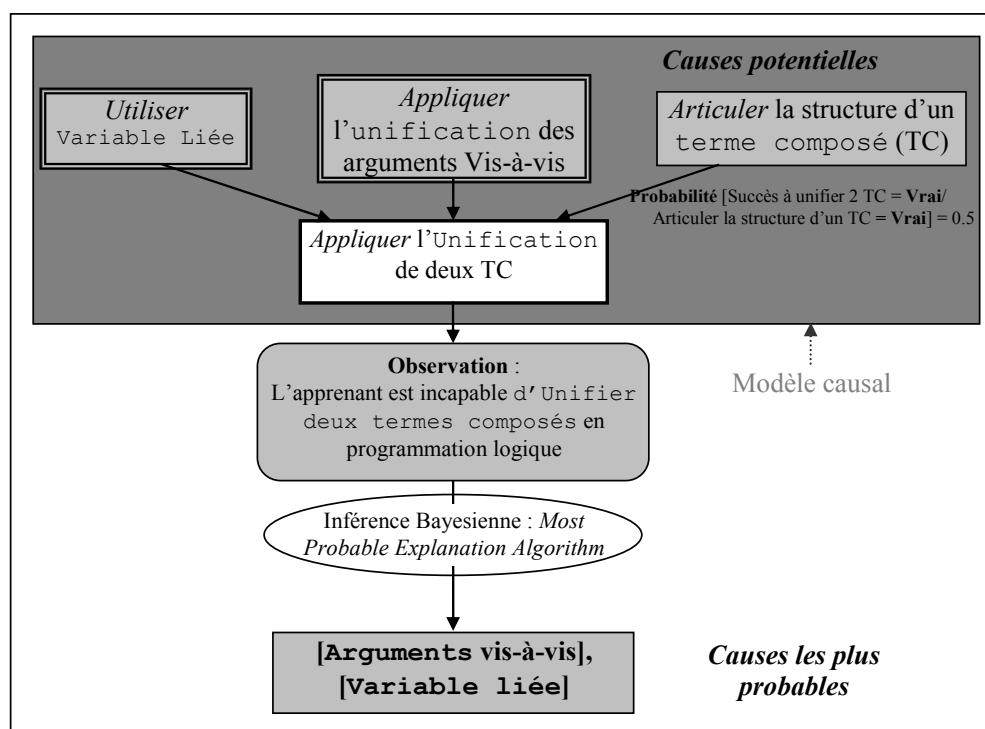 Causes potentielles
Utiliser
Variable Liée
Appliquer
l'unification des
arguments Vis-à-vis
Articuler la structure d'un
terme composé (TC)
Probabilité [Succès à unifier 2 TC = Vrai/
Articuler la structure d'un TC = Vrai] = 0.5
Appliquer l'Unification
de deux TC
Observation :
L'apprenant est incapable d'Unifier
deux termes composés en
programmation logique
Modèle causal
Inférence Bayesienne : Most
Probable Explanation Algorithm
[Arguments vis-à-vis],
[Variable liée]
Causes les plus
probables